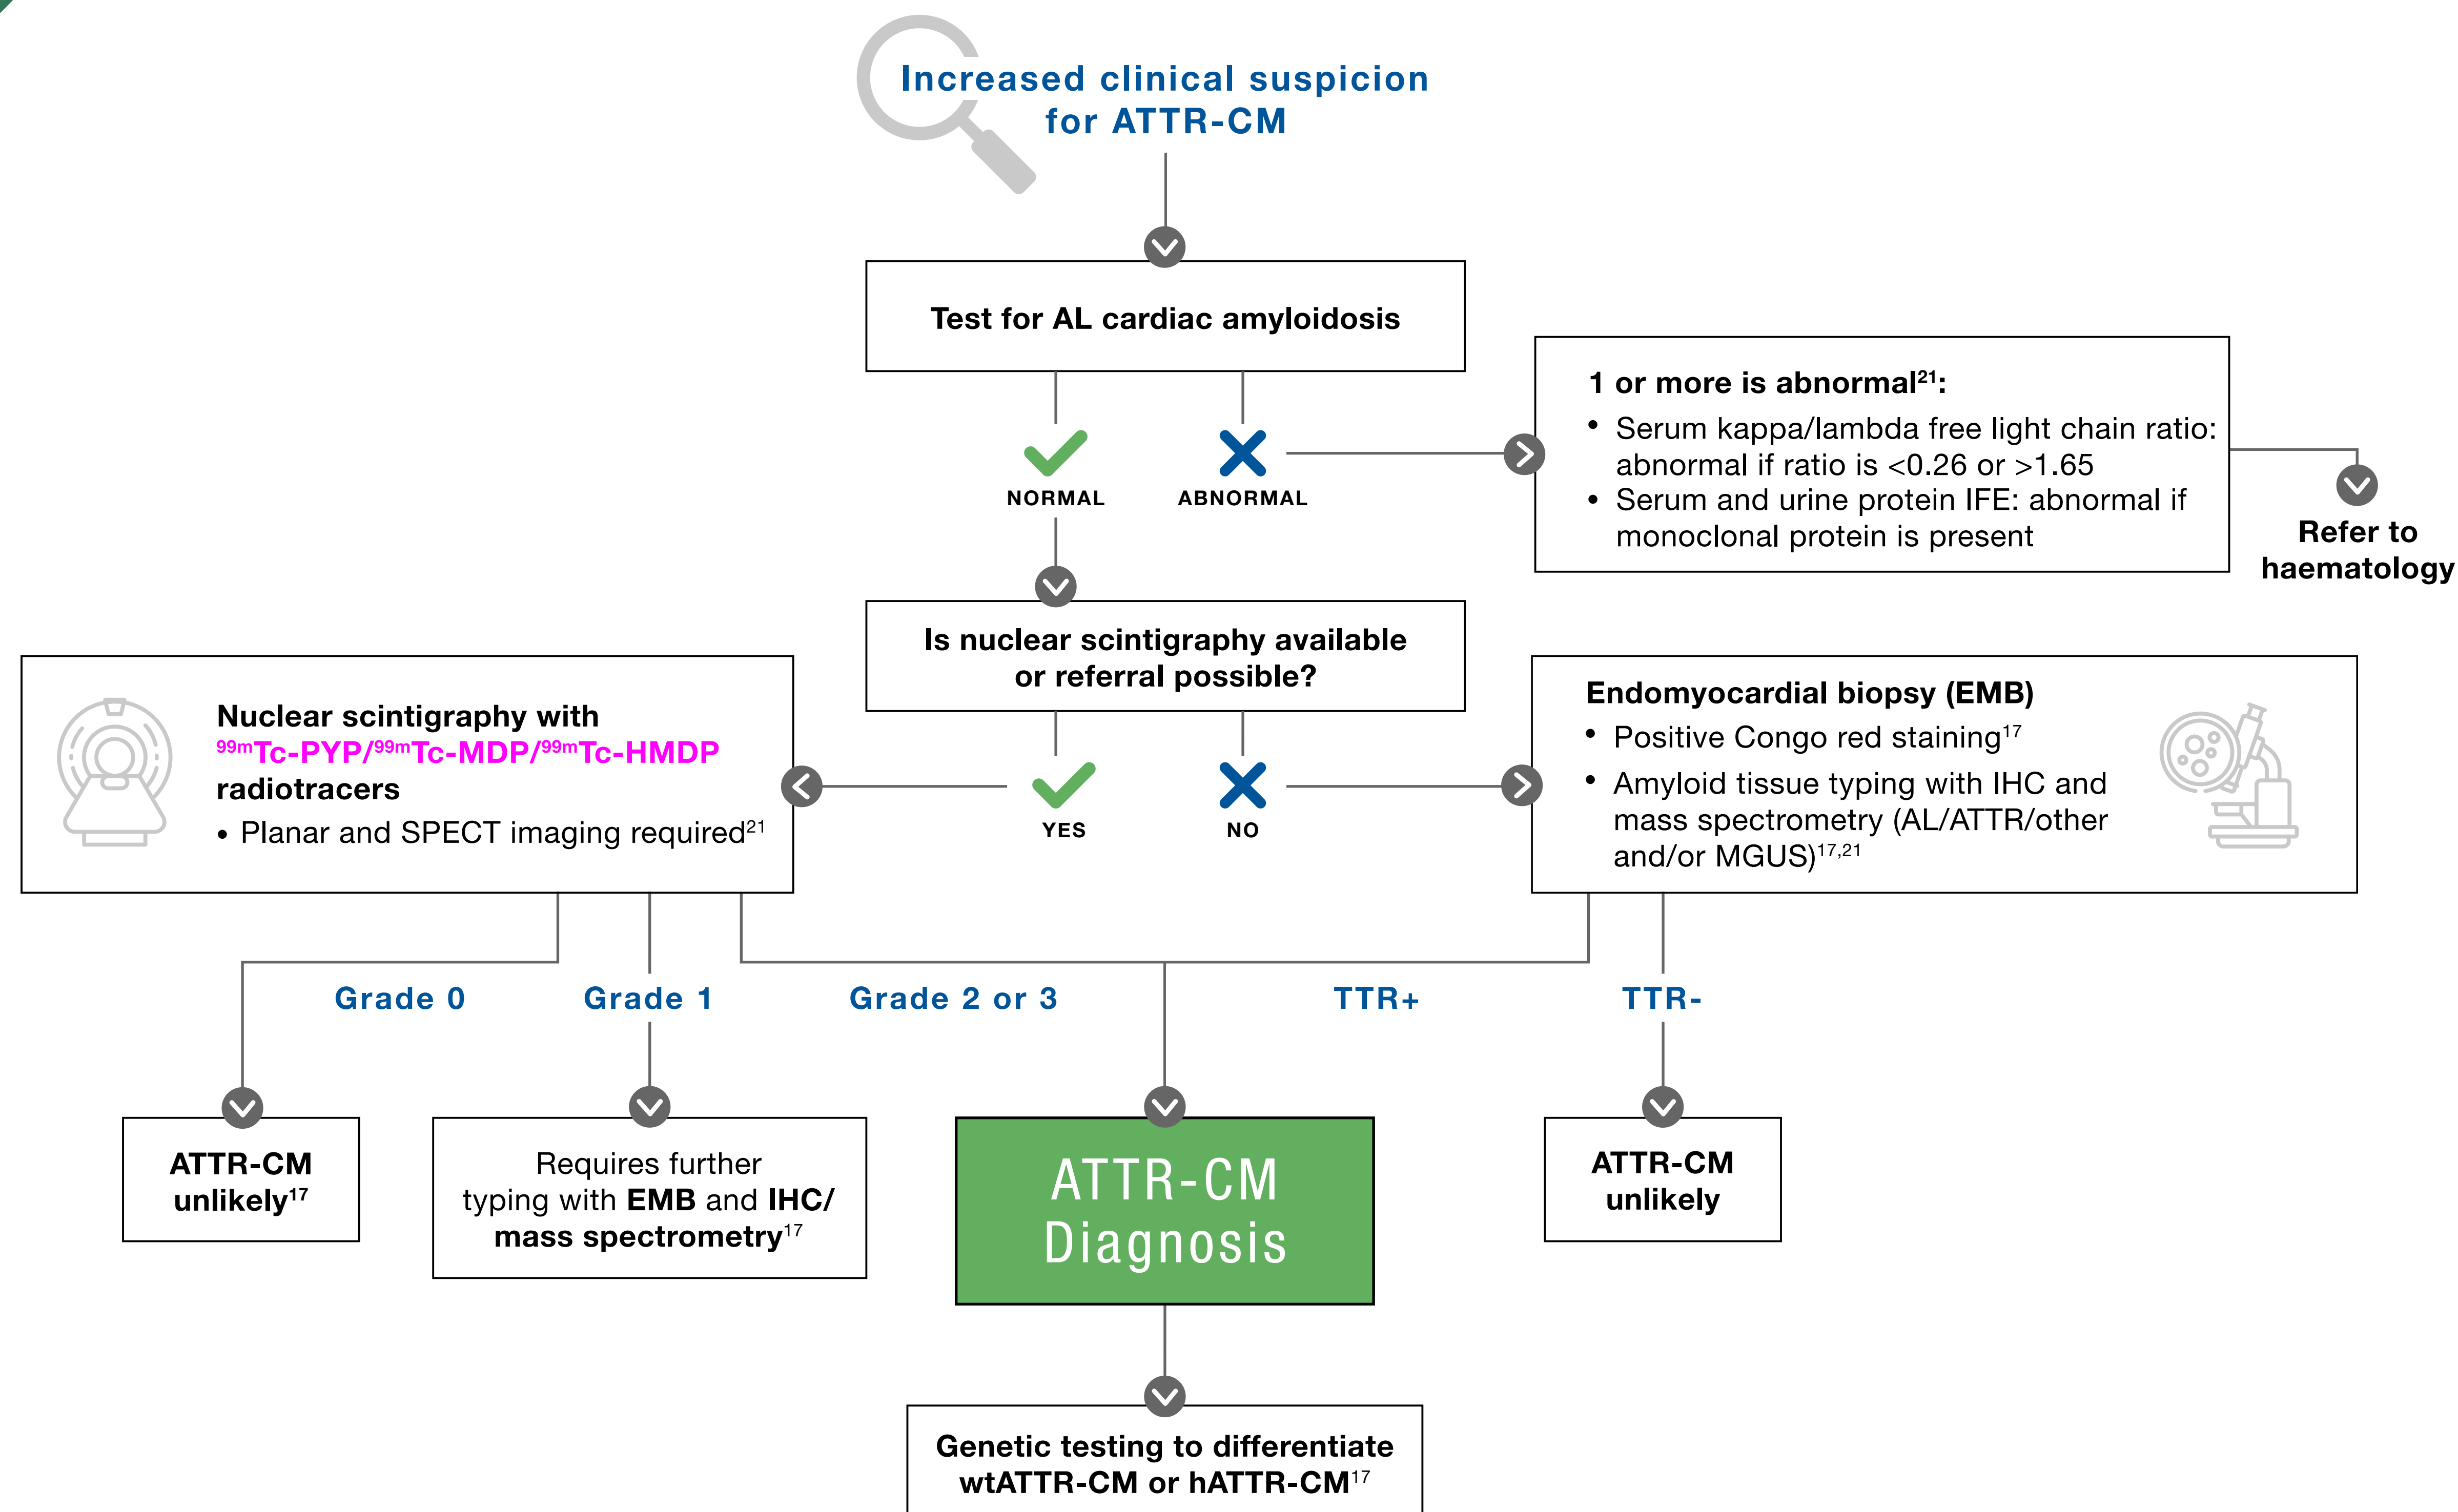 Increased clinical suspicion
for ATTR-CM
Test for AL cardiac amyloidosis
NORMAL
ABNORMAL
1 or more is abnormal²¹:
• Serum kappa/lambda free light chain ratio:
abnormal if ratio is <0.26 or >1.65
• Serum and urine protein IFE: abnormal if
monoclonal protein is present
Refer to
haematology
Is nuclear scintigraphy available
or referral possible?
YES
NO
Nuclear scintigraphy with
⁹⁹ᵐTc-PYP/⁹⁹ᵐTc-MDP/⁹⁹ᵐTc-HMDP
radiotracers
• Planar and SPECT imaging required²¹
Endomyocardial biopsy (EMB)
• Positive Congo red staining¹⁷
• Amyloid tissue typing with IHC and
mass spectrometry (AL/ATTR/other
and/or MGUS)¹⁷,²¹
Grade 0
Grade 1
Grade 2 or 3
TTR+
TTR-
ATTR-CM
unlikely¹⁷
Requires further
typing with EMB and IHC/
mass spectrometry¹⁷
ATTR-CM
Diagnosis
ATTR-CM
unlikely
Genetic testing to differentiate
wtATTR-CM or hATTR-CM¹⁷